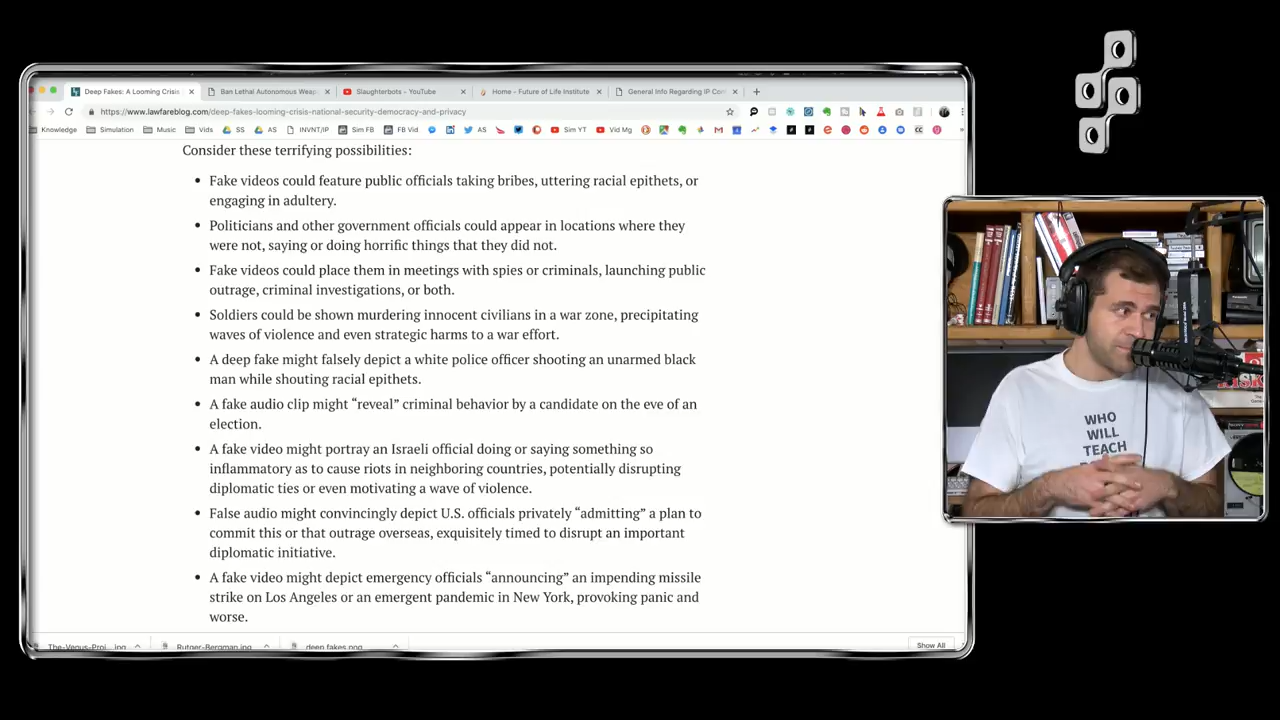 Deep Fakes: A Looming Crisis
Ban Lethal Autonomous Weap
Slaughterbots - YouTube
Home - Future of Life Institute
General Info Regarding IP Con
https://www.lawfareblog.com/deep-fakes-looming-crisis-national-security-democracy-and-privacy
Knowledge Simulation Music Vids SS AS INVNT/IP Sim FB FB Vid AS Sim YT Vid Mg CC
Consider these terrifying possibilities:
• Fake videos could feature public officials taking bribes, uttering racial epithets, or
engaging in adultery.
• Politicians and other government officials could appear in locations where they
were not, saying or doing horrific things that they did not.
• Fake videos could place them in meetings with spies or criminals, launching public
outrage, criminal investigations, or both.
• Soldiers could be shown murdering innocent civilians in a war zone, precipitating
waves of violence and even strategic harms to a war effort.
• A deep fake might falsely depict a white police officer shooting an unarmed black
man while shouting racial epithets.
• A fake audio clip might “reveal” criminal behavior by a candidate on the eve of an
election.
• A fake video might portray an Israeli official doing or saying something so
inflammatory as to cause riots in neighboring countries, potentially disrupting
diplomatic ties or even motivating a wave of violence.
• False audio might convincingly depict U.S. officials privately “admitting” a plan to
commit this or that outrage overseas, exquisitely timed to disrupt an important
diplomatic initiative.
• A fake video might depict emergency officials “announcing” an impending missile
strike on Los Angeles or an emergent pandemic in New York, provoking panic and
worse.
The-Venus-Proj....jpg
Rutger-Bergman.jpg
deep fakes.png
Show All
WHO
WILL
TEACH